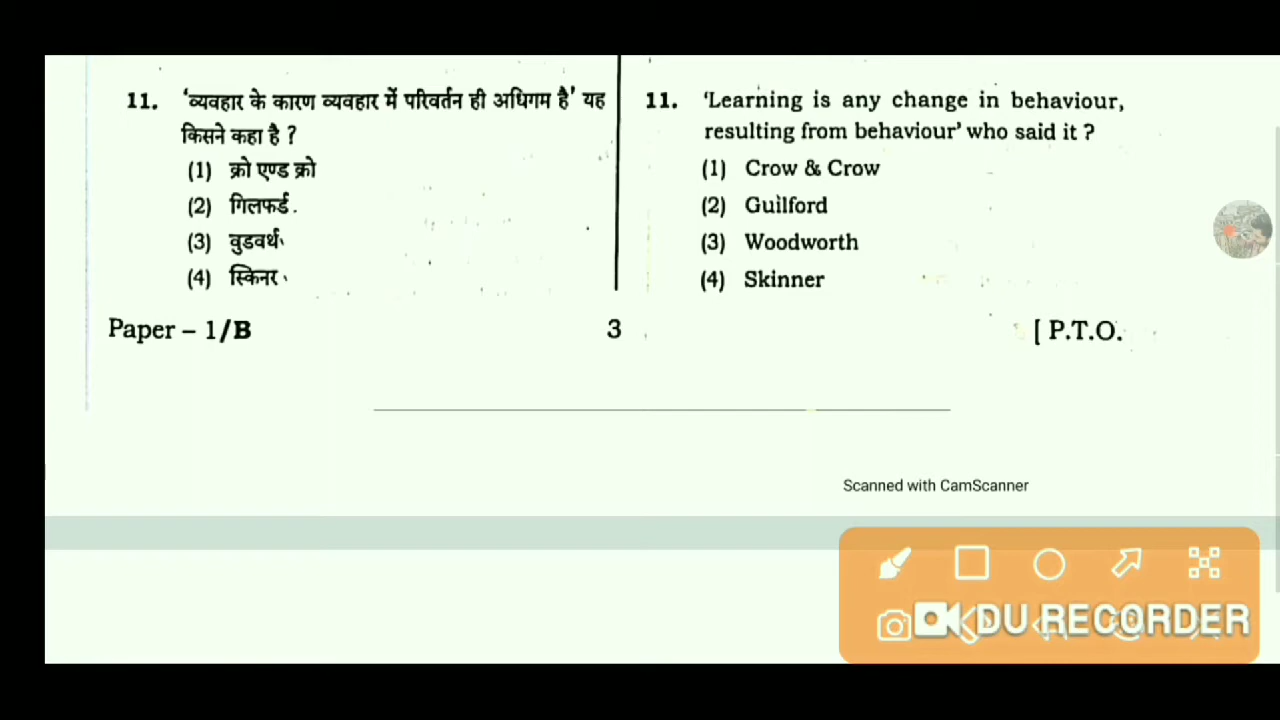 11. 'व्यवहार के कारण व्यवहार में परिवर्तन ही अधिगम है' यह
किसने कहा है ?
(1) क्रो एण्ड क्रो
(2) गिलफर्ड
(3) वुडवर्थ
(4) स्किनर
11. 'Learning is any change in behaviour,
resulting from behaviour' who said it ?
(1) Crow & Crow
(2) Guilford
(3) Woodworth
(4) Skinner
Paper – 1/B
3
[ P.T.O.
Scanned with CamScanner
DU RECORDER